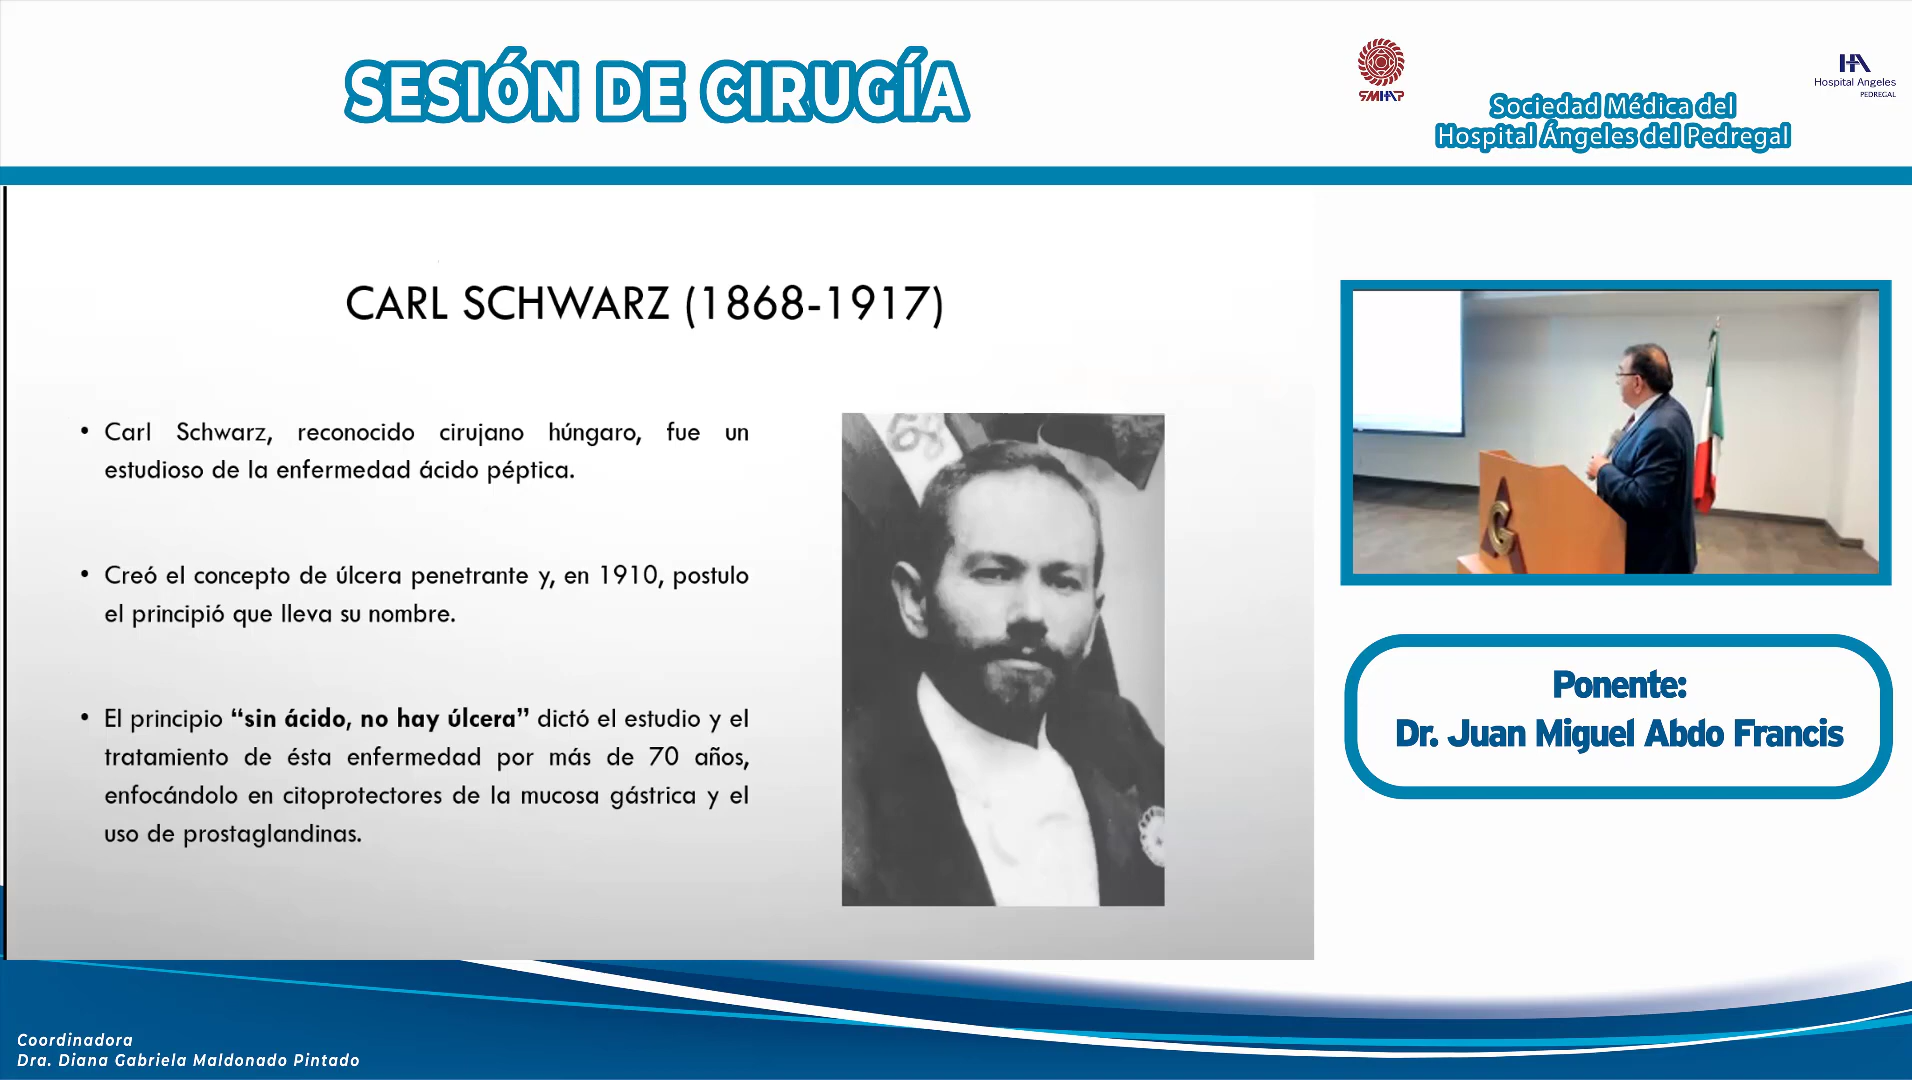 SESIÓN DE CIRUGÍA
SMHAP
Sociedad Médica del
Hospital Ángeles del Pedregal
HA
Hospital Angeles
PEDREGAL
CARL SCHWARZ (1868-1917)
• Carl Schwarz, reconocido cirujano húngaro, fue un
estudioso de la enfermedad ácido péptica.
• Creó el concepto de úlcera penetrante y, en 1910, postulo
el principió que lleva su nombre.
• El principio “sin ácido, no hay úlcera” dictó el estudio y el
tratamiento de ésta enfermedad por más de 70 años,
enfocándolo en citoprotectores de la mucosa gástrica y el
uso de prostaglandinas.
G
Ponente:
Dr. Juan Miguel Abdo Francis
Coordinadora
Dra. Diana Gabriela Maldonado Pintado